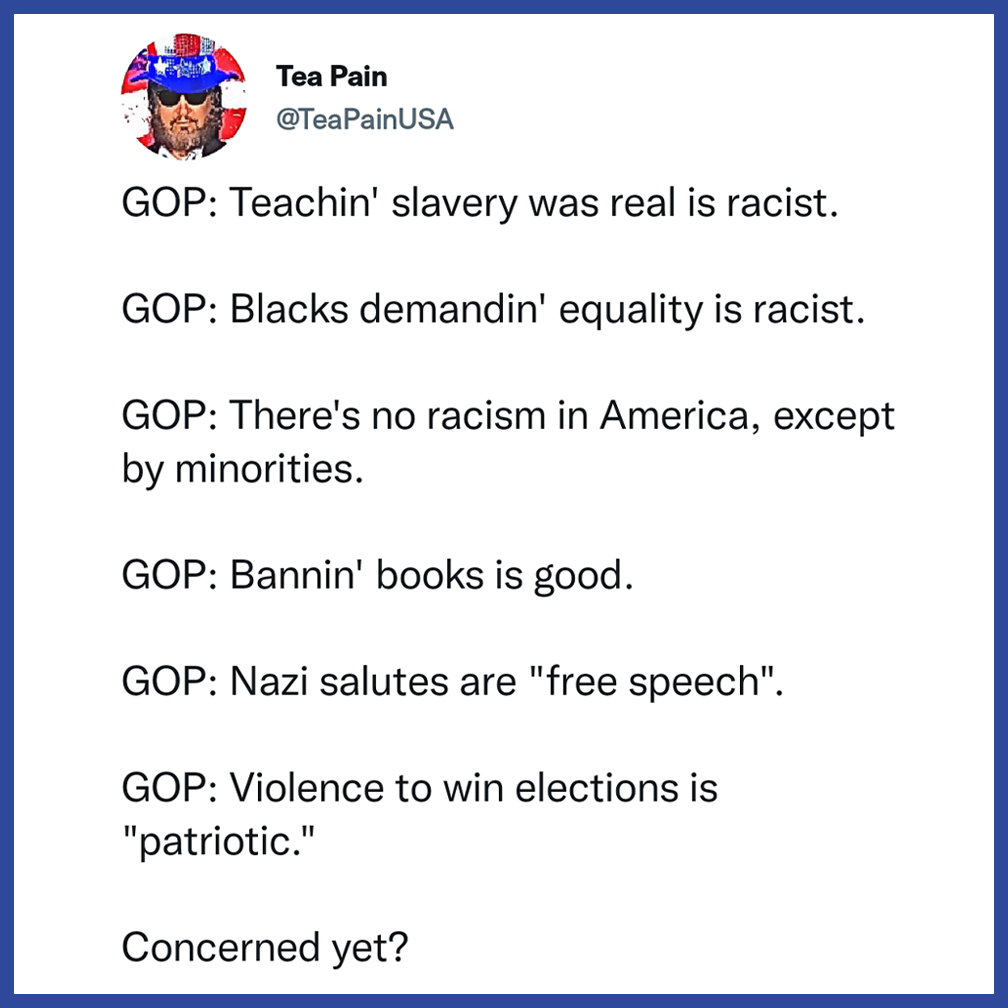 Tea Pain
@TeaPainUSA
GOP: Teachin' slavery was real is racist.
GOP: Blacks demandin' equality is racist.
GOP: There's no racism in America, except
by minorities.
GOP: Bannin' books is good.
GOP: Nazi salutes are "free speech".
GOP: Violence to win elections is
"patriotic."
Concerned yet?